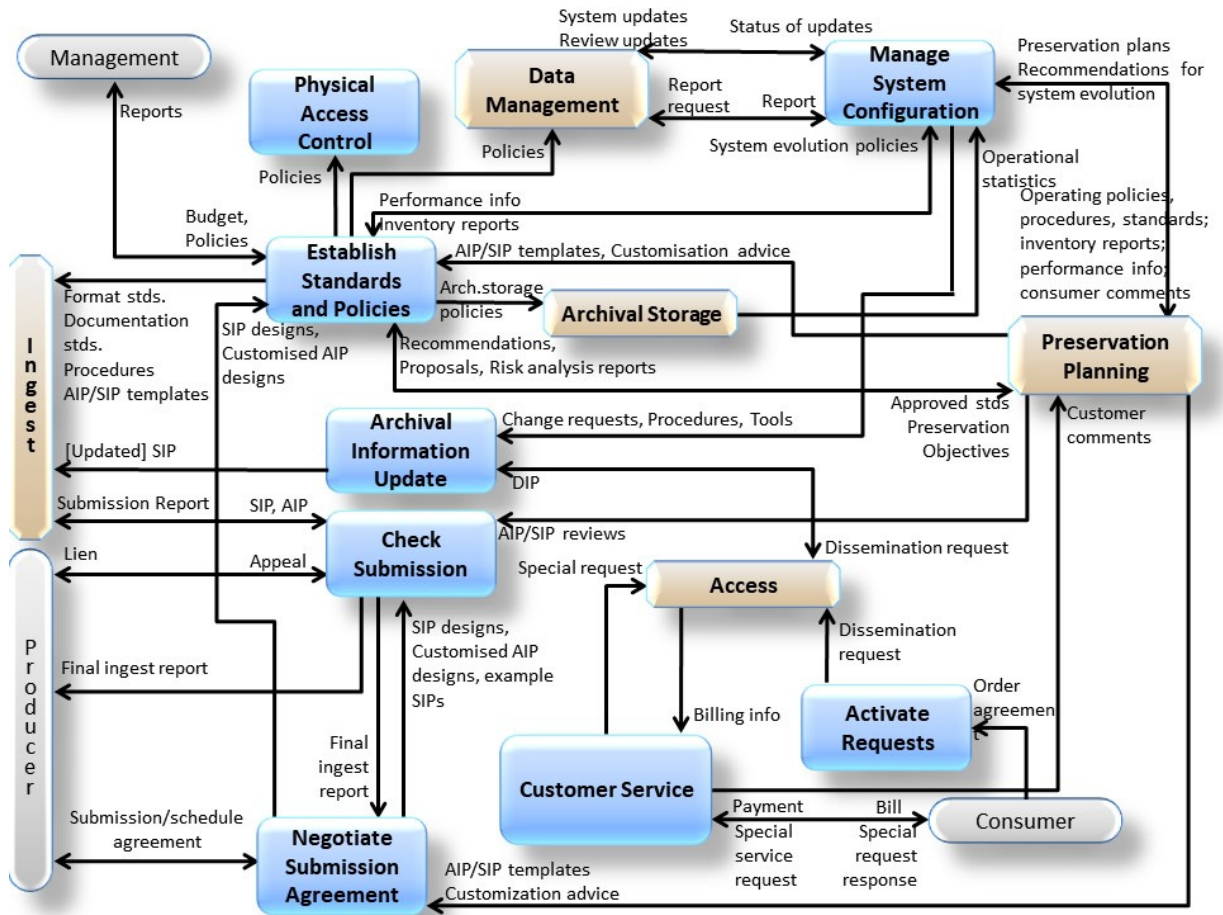 System updates
Review updates
Status of updates
Management
Physical
Access
Control
Data
Management
Manage
System
Configuration
Preservation plans
Recommendations for
system evolution
Reports
Report
request
Report
Policies
Policies
System evolution policies
Operational
statistics
Performance info
Inventory reports
Budget,
Policies
Operating policies,
procedures, standards;
inventory reports;
performance info;
consumer comments
Establish
Standards
and Policies
AIP/SIP templates, Customisation advice
Arch.storage
policies
Archival Storage
Ingest
Format stds.
Documentation
stds.
Procedures
AIP/SIP templates
SIP designs,
Customised AIP
designs
Recommendations,
Proposals, Risk analysis reports
Preservation
Planning
Approved stds
Preservation
Objectives
Customer
comments
Archival
Information
Update
Change requests, Procedures, Tools
[Updated] SIP
DIP
Submission Report
SIP, AIP
Check
Submission
AIP/SIP reviews
Dissemination request
Lien
Appeal
Special request
Access
Producer
SIP designs,
Customised AIP
designs, example
SIPs
Dissemination
request
Final ingest report
Order
agreement
Billing info
Activate
Requests
Final
ingest
report
Customer Service
Payment
Special
service
request
Bill
Special
request
response
Consumer
Submission/schedule
agreement
Negotiate
Submission
Agreement
AIP/SIP templates
Customization advice